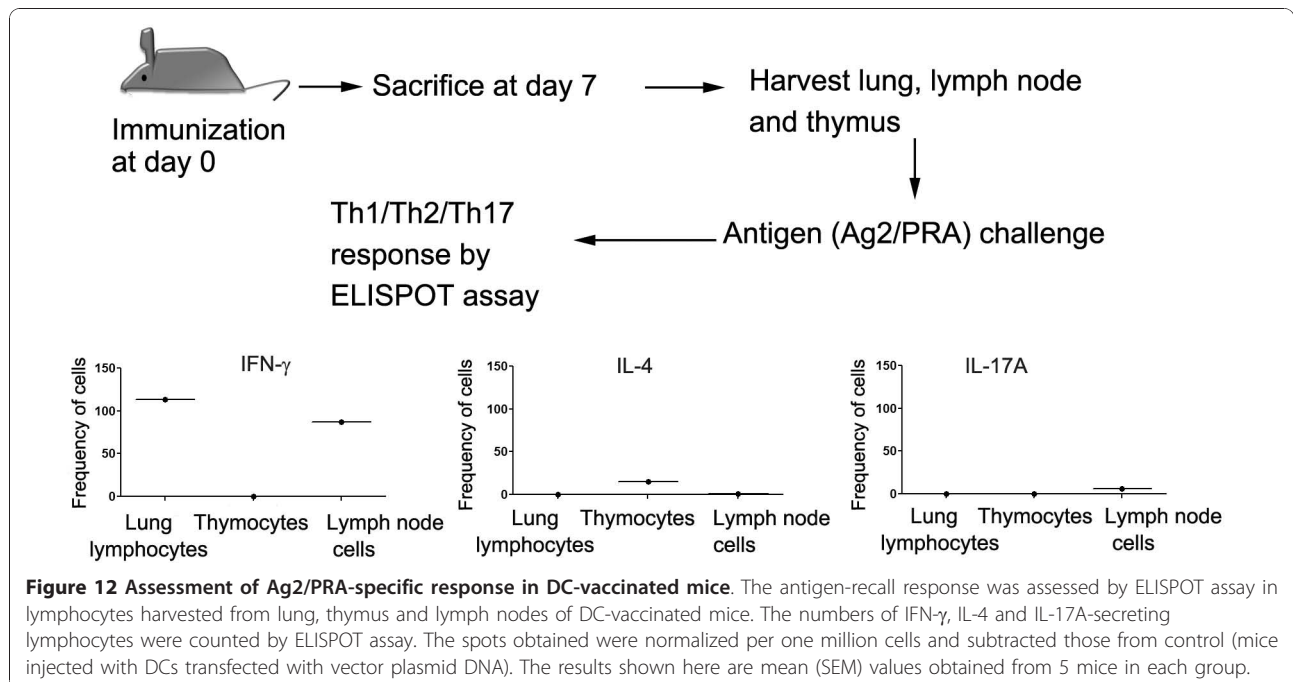 Immunization
at day 0
Sacrifice at day 7
Harvest lung, lymph node
and thymus
Antigen (Ag2/PRA) challenge
Th1/Th2/Th17
response by
ELISPOT assay
IFN-γ
Frequency of cells
150
100
50
0
Lung
lymphocytes
Thymocytes
Lymph node
cells
IL-4
Frequency of cells
150
100
50
0
Lung
lymphocytes
Thymocytes
Lymph node
cells
IL-17A
Frequency of cells
150
100
50
0
Lung
lymphocytes
Thymocytes
Lymph node
cells
Figure 12 Assessment of Ag2/PRA-specific response in DC-vaccinated mice. The antigen-recall response was assessed by ELISPOT assay in
lymphocytes harvested from lung, thymus and lymph nodes of DC-vaccinated mice. The numbers of IFN-γ, IL-4 and IL-17A-secreting
lymphocytes were counted by ELISPOT assay. The spots obtained were normalized per one million cells and subtracted those from control (mice
injected with DCs transfected with vector plasmid DNA). The results shown here are mean (SEM) values obtained from 5 mice in each group.